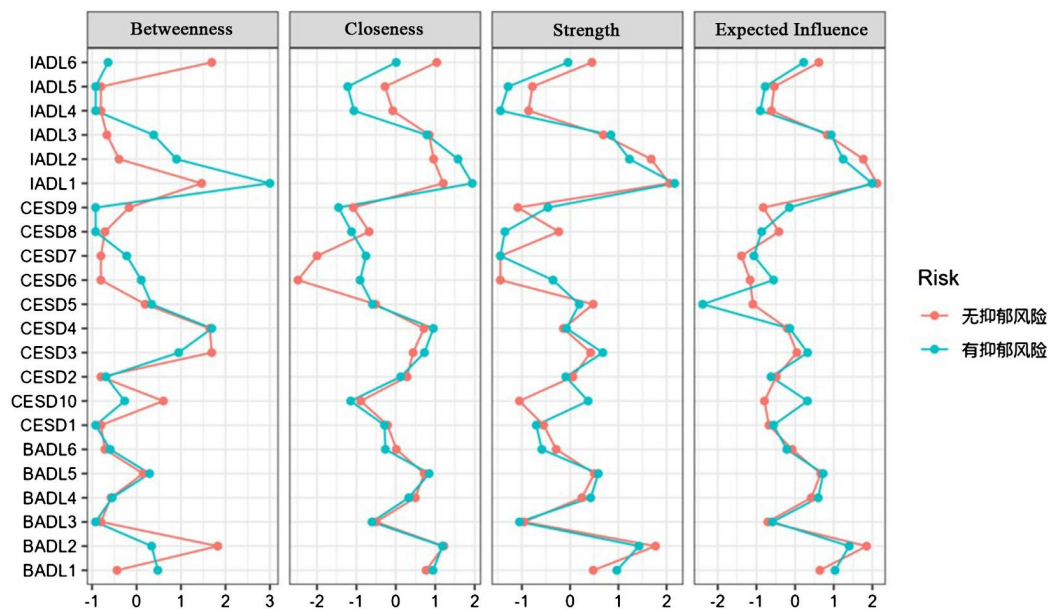 Betweenness Closeness Strength Expected Influence
IADL6
IADL5
IADL4
IADL3
IADL2
IADL1
CESD9
CESD8
CESD7
CESD6
CESD5
CESD4
CESD3
CESD2
CESD10
CESD1
BADL6
BADL5
BADL4
BADL3
BADL2
BADL1
-1 0 1 2 3 -2 -1 0 1 2 -1 0 1 2 -2 -1 0 1 2
Risk
无抑郁风险
有抑郁风险